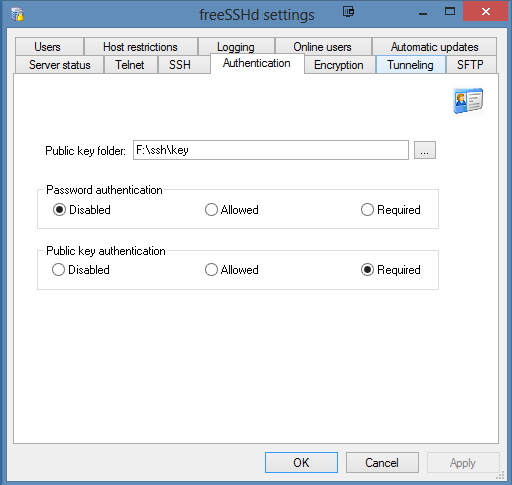 freeSSHd settings
Users Host restrictions Logging Online users Automatic updates
Server status Telnet SSH Authentication Encryption Tunneling SFTP
Public key folder: F:\ssh\key ...
Password authentication
Disabled Allowed Required
Public key authentication
Disabled Allowed Required
OK Cancel Apply